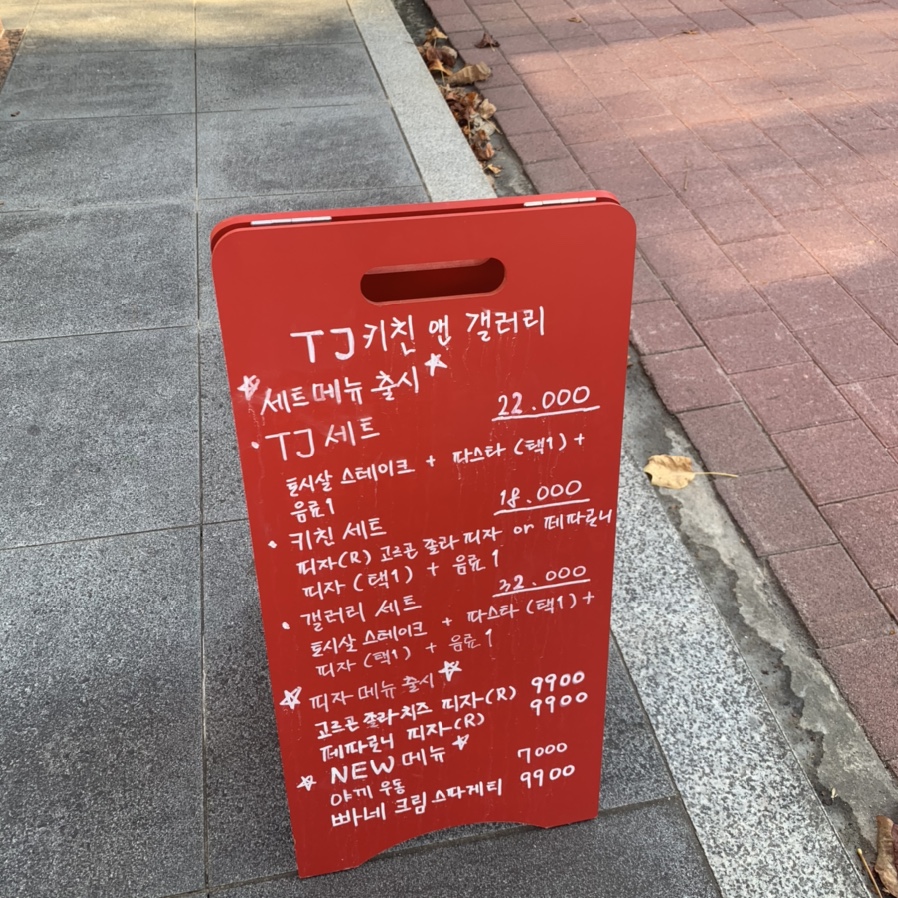 TJ 키친 앤 갤러리
☆세트메뉴 출시☆
22.000
· TJ 세트
토시살 스테이크 + 파스타 (택1) +
음료1
18.000
· 키친 세트
피자(R) 고르곤졸라 피자 or 페파로니
피자 (택1) + 음료1
32.000
· 갤러리 세트
토시살 스테이크 + 파스타 (택1) +
피자 (택1) + 음료1
☆ 피자 메뉴 출시☆
고르곤졸라치즈 피자(R) 9900
페파로니 피자(R) 9900
☆ NEW 메뉴☆
야끼 우동 7000
빠네 크림 스파게티 9900